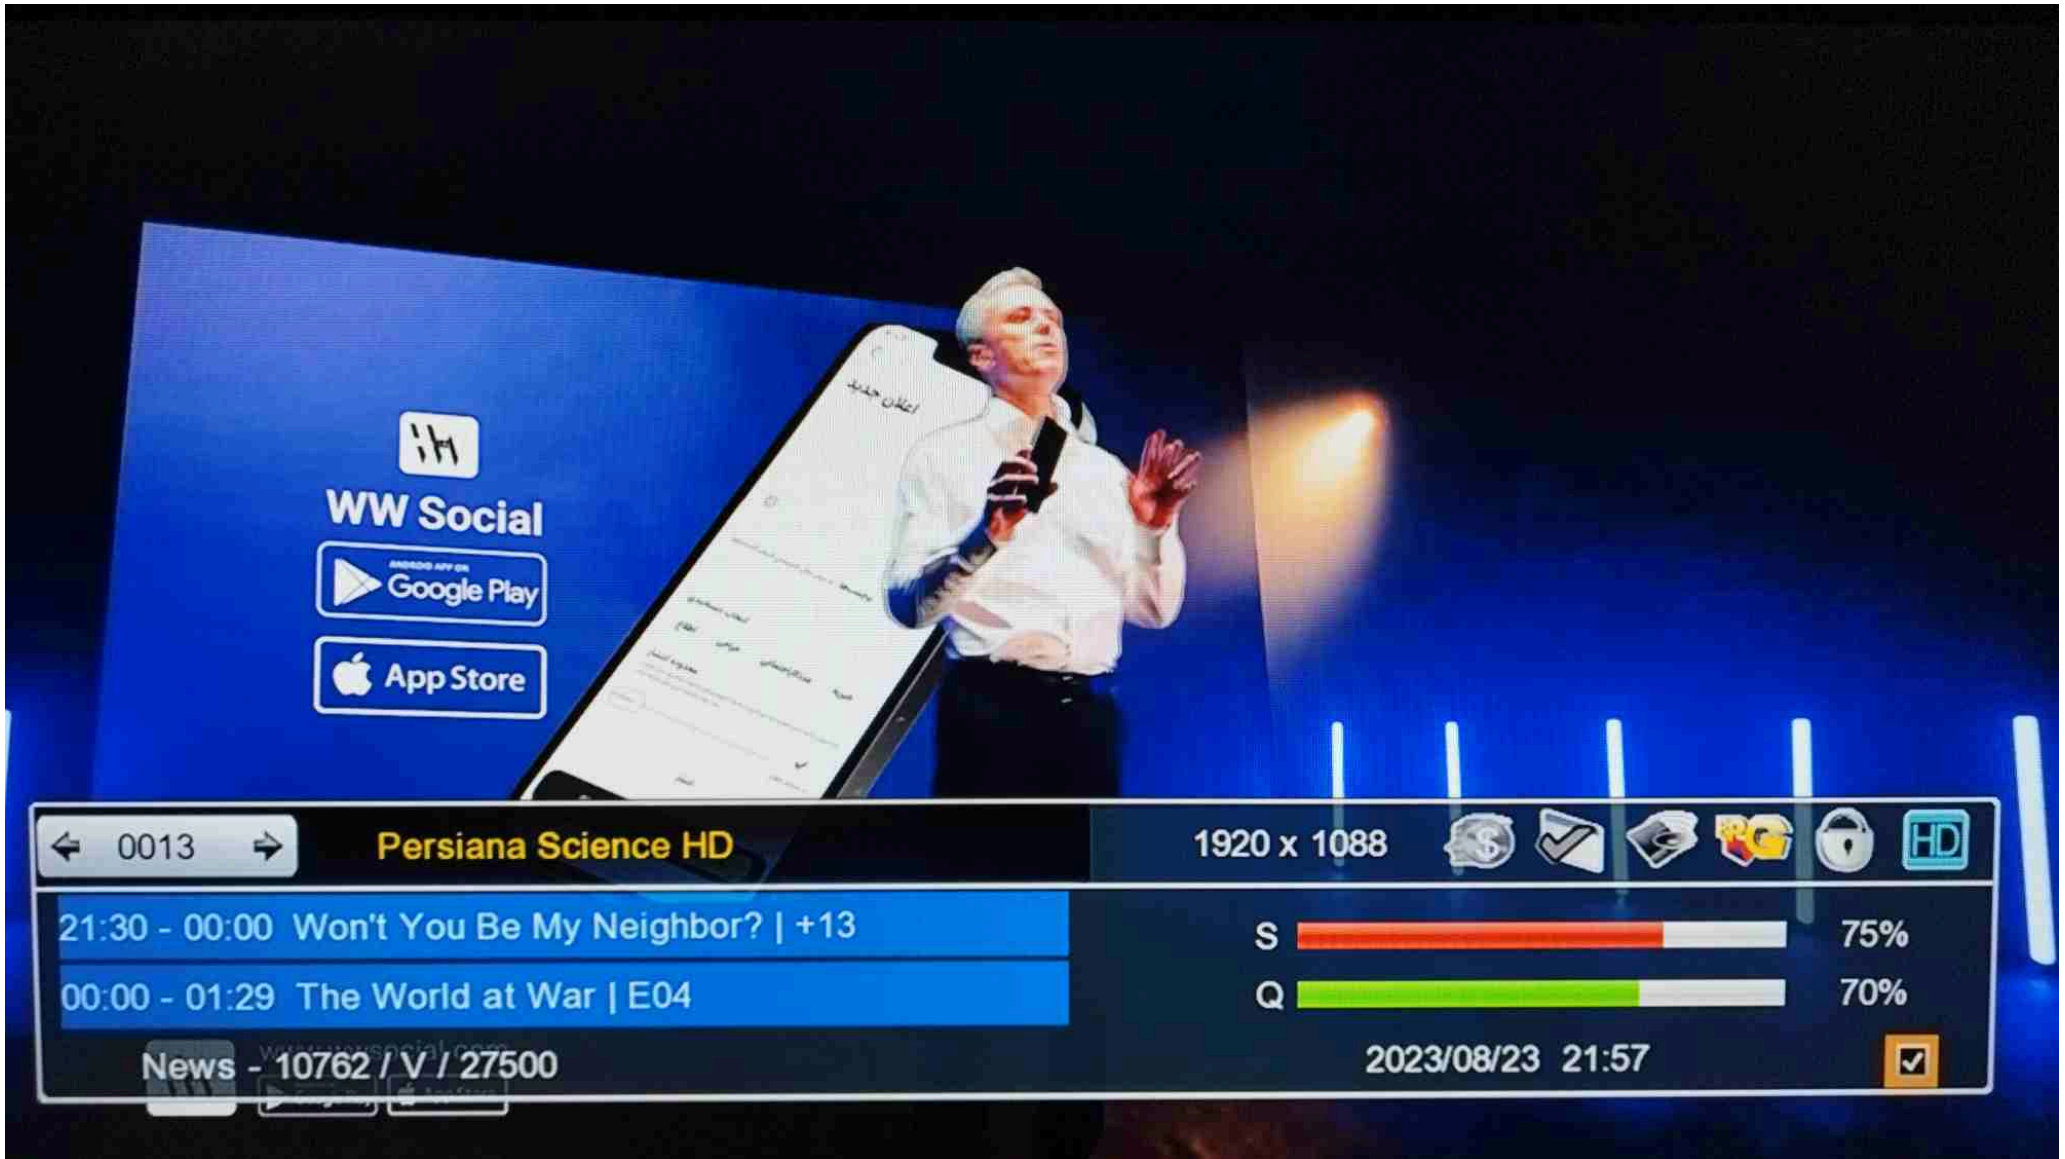 WW Social
ANDROID APP ON
Google Play
App Store
اعلان جدید
0013
Persiana Science HD
1920 x 1088
HD
21:30 - 00:00 Won't You Be My Neighbor? | +13
00:00 - 01:29 The World at War | E04
S 75%
Q 70%
News - 10762 / V / 27500
2023/08/23 21:57